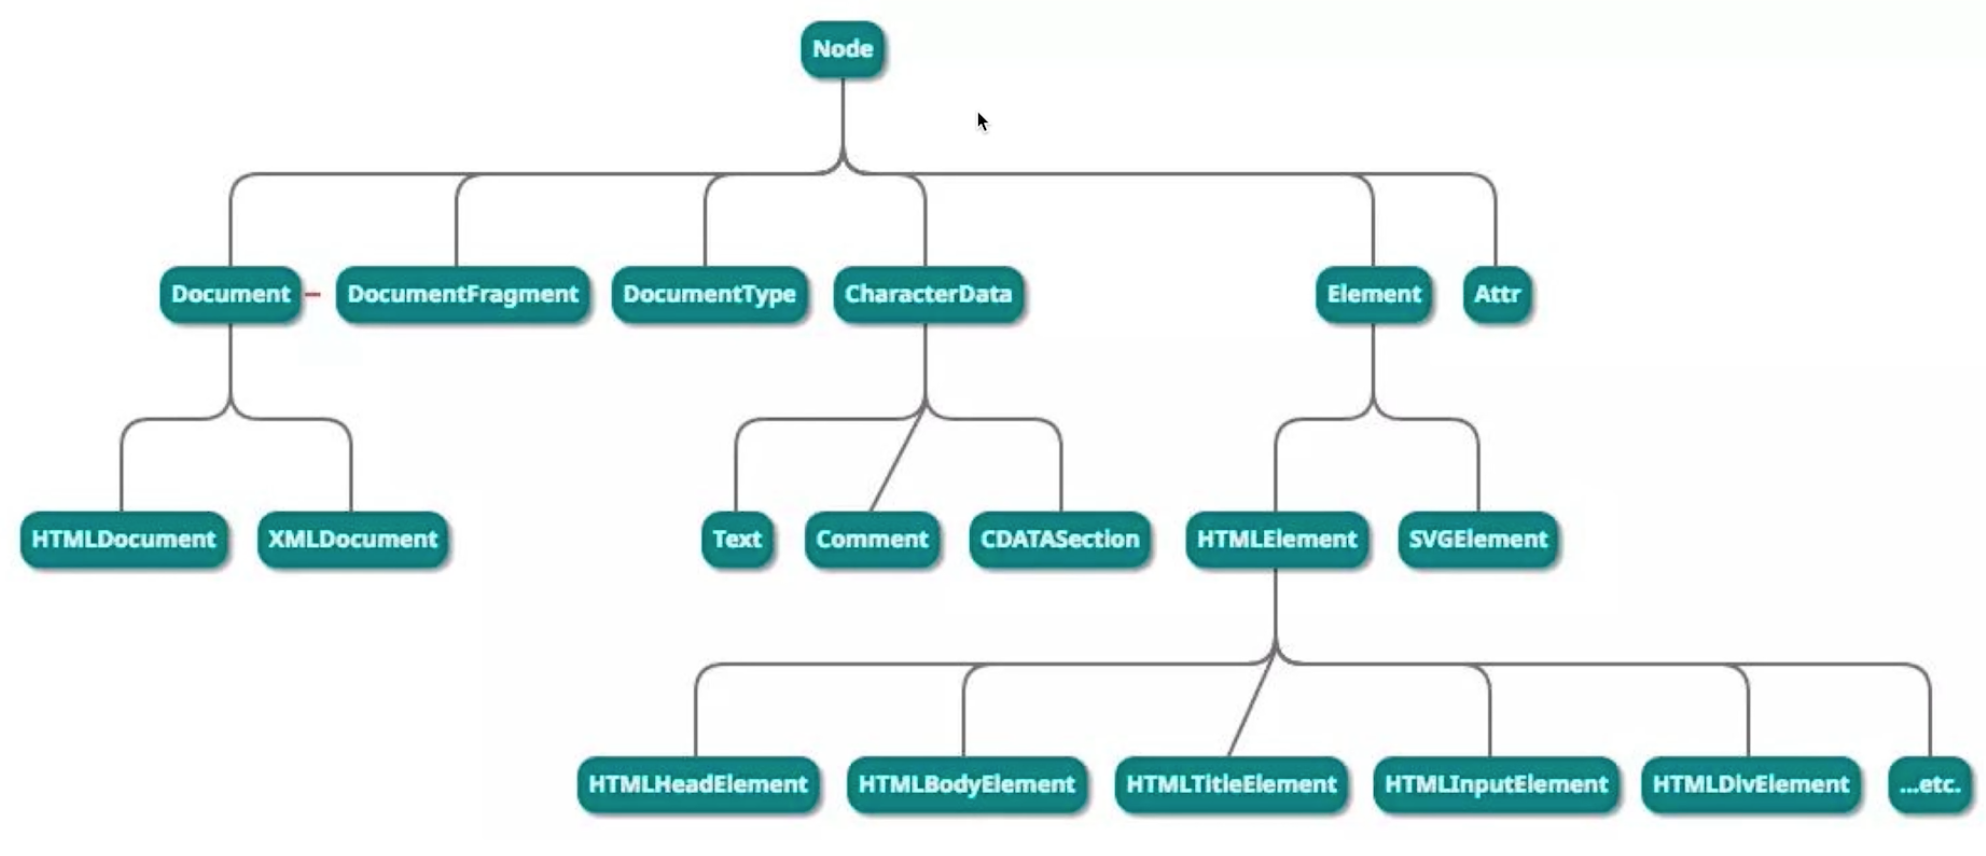 Node
Document
DocumentFragment
DocumentType
CharacterData
Element
Attr
HTMLDocument
XMLDocument
Text
Comment
CDATASection
HTMLElement
SVGElement
HTMLHeadElement
HTMLBodyElement
HTMLTitleElement
HTMLInputElement
HTMLDivElement
...etc.